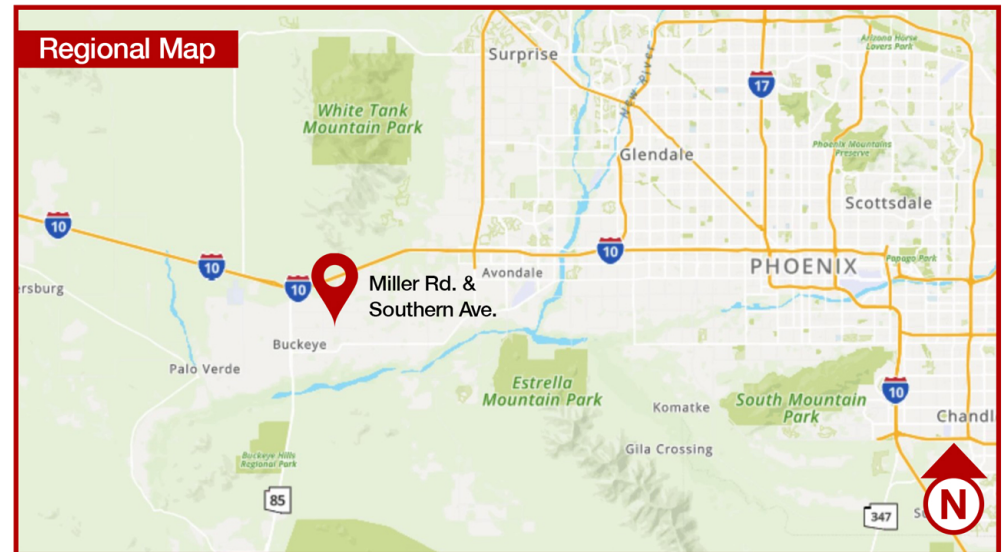 Regional Map
Surprise
Arizona Horse
Lovers Park
New River
17
White Tank
Mountain Park
Glendale
Phoenix Mountains
Preserve
Scottsdale
10
10
10
10
PHOENIX
Papago Park
ersburg
Avondale
Miller Rd. &
Southern Ave.
Buckeye
Palo Verde
Estrella
Mountain Park
10
South Mountain
Park
Komatke
Chandl
Gila Crossing
Buckeye Hills
Regional Park
85
347
N